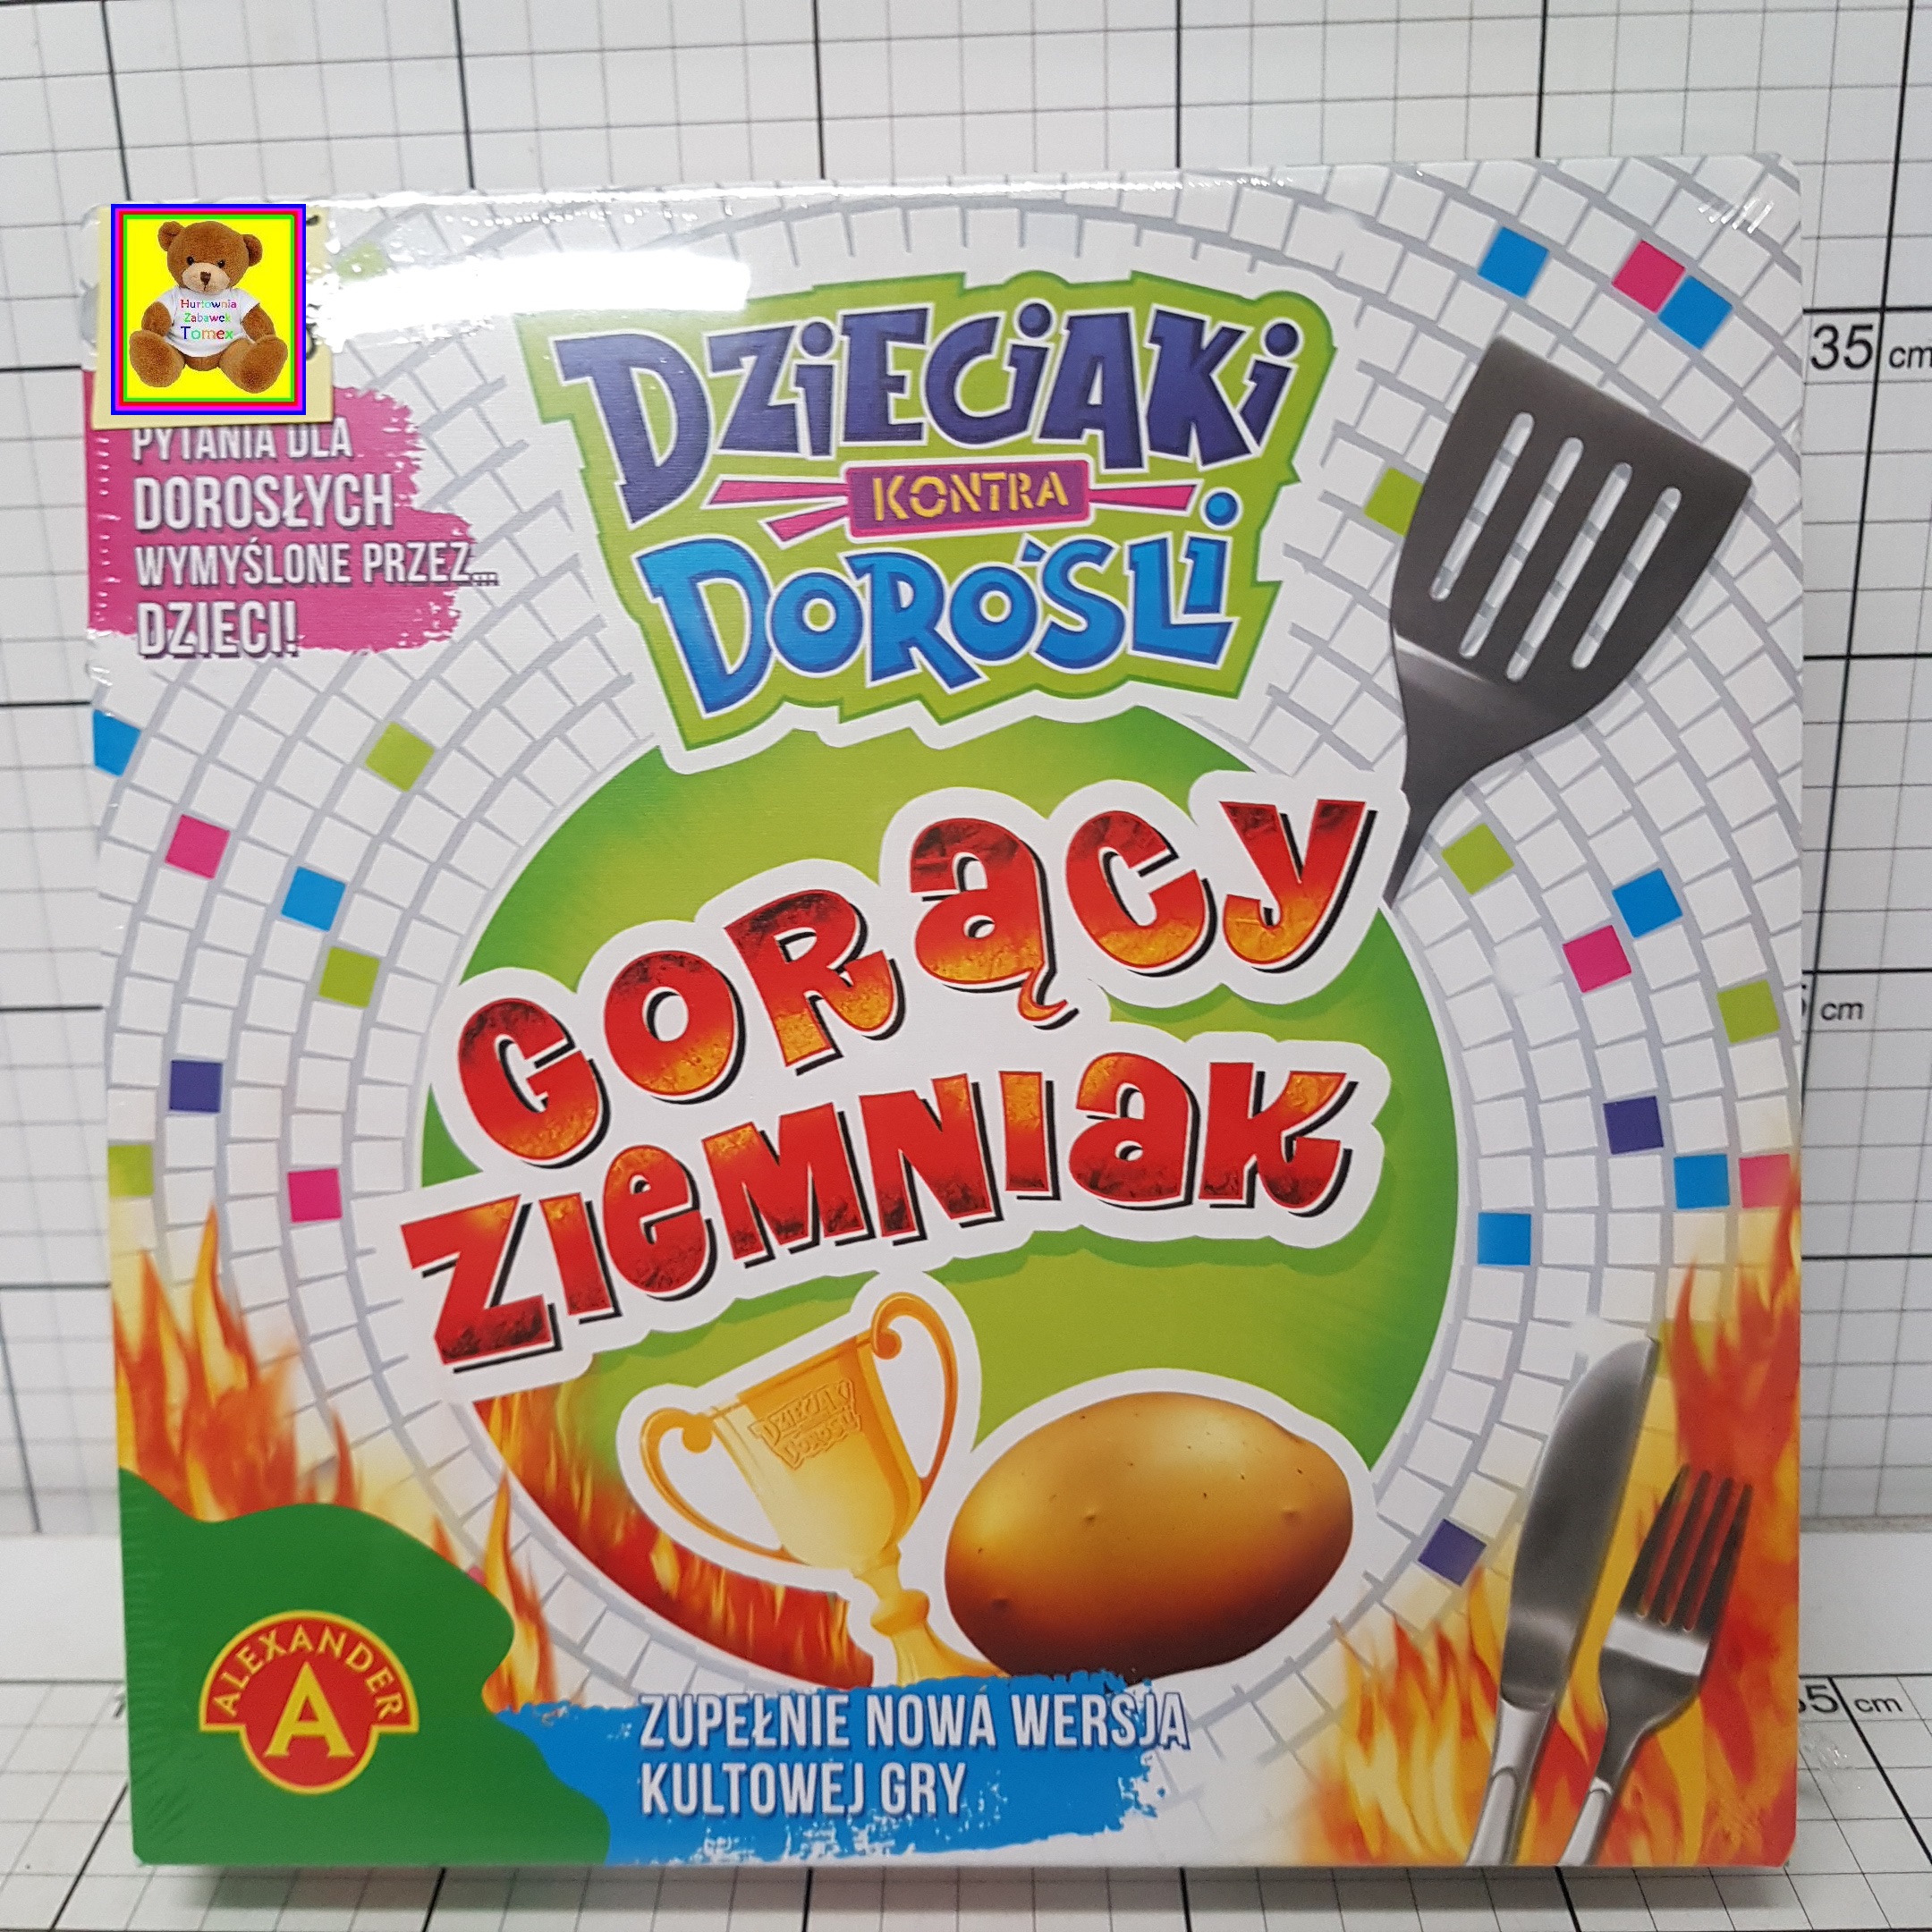 Hurtownia
Zabawek
Tomex
PYTANIA DLA
DOROSŁYCH
WYMYŚLONE PRZEZ...
DZIECI!
DZIECIAKI
KONTRA
DOROŚLI
35 cm
GORĄCY
ZIEMNIAK
cm
DZIECIAKI
DOROŚLI
ALEXANDER
A
ZUPEŁNIE NOWA WERSJA
KULTOWEJ GRY
cm